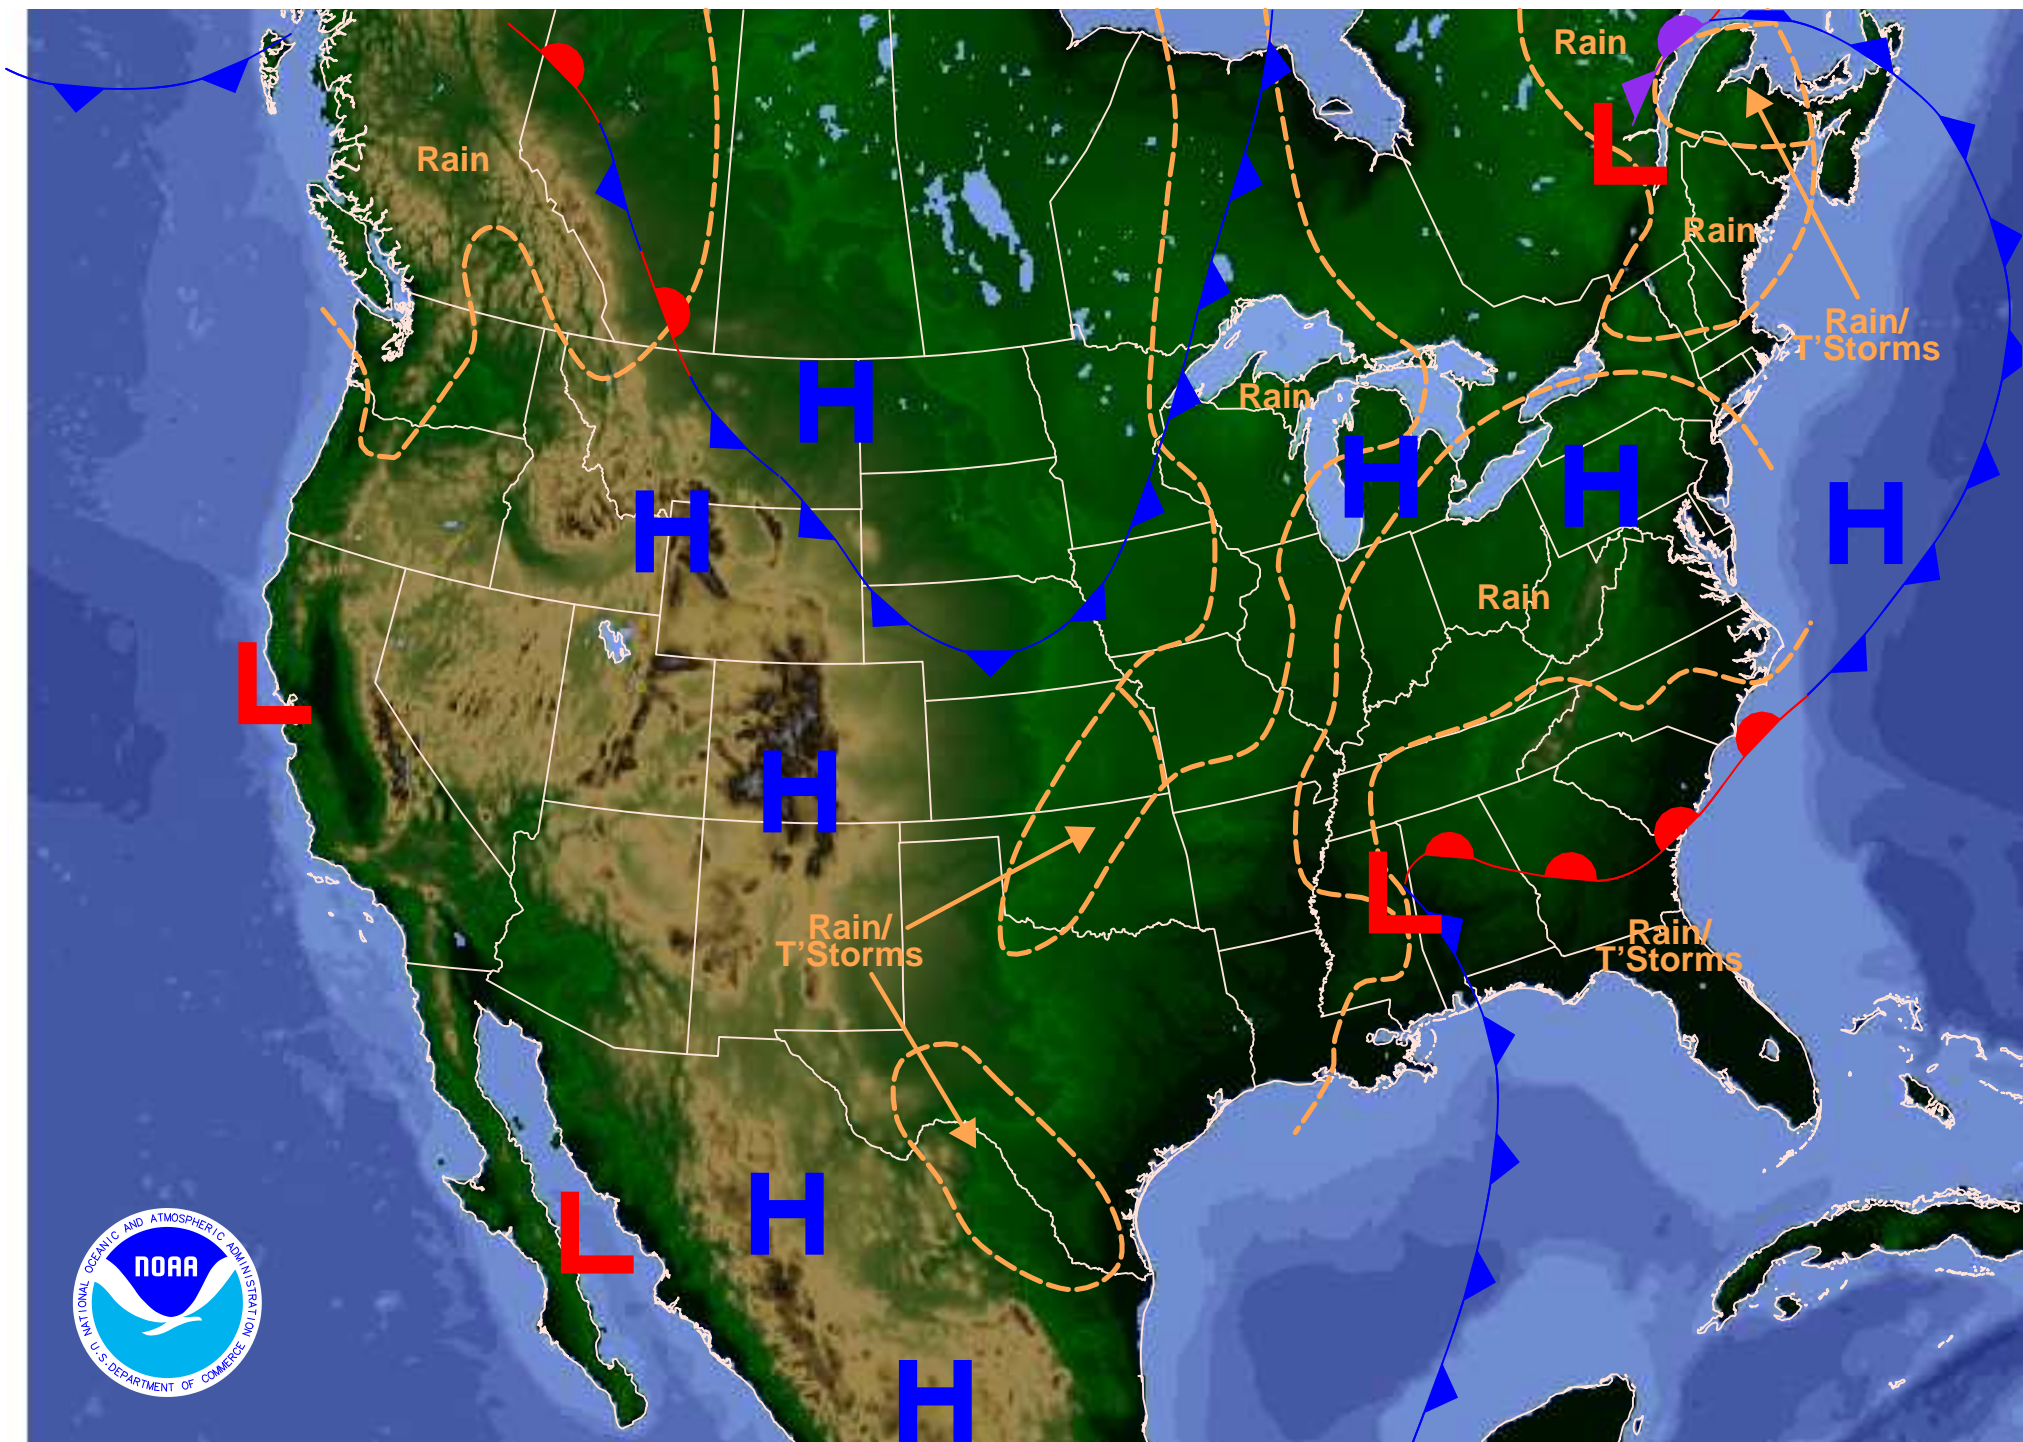 Rain
Rain
Rain
Rain/
T'Storms
H
L
Rain
H
H
H
H
H
L
Rain
H
L
Rain/
T'Storms
Rain/
T'Storms
H
L
H
NATIONAL OCEANIC AND ATMOSPHERIC ADMINISTRATION
NOAA
U.S. DEPARTMENT OF COMMERCE